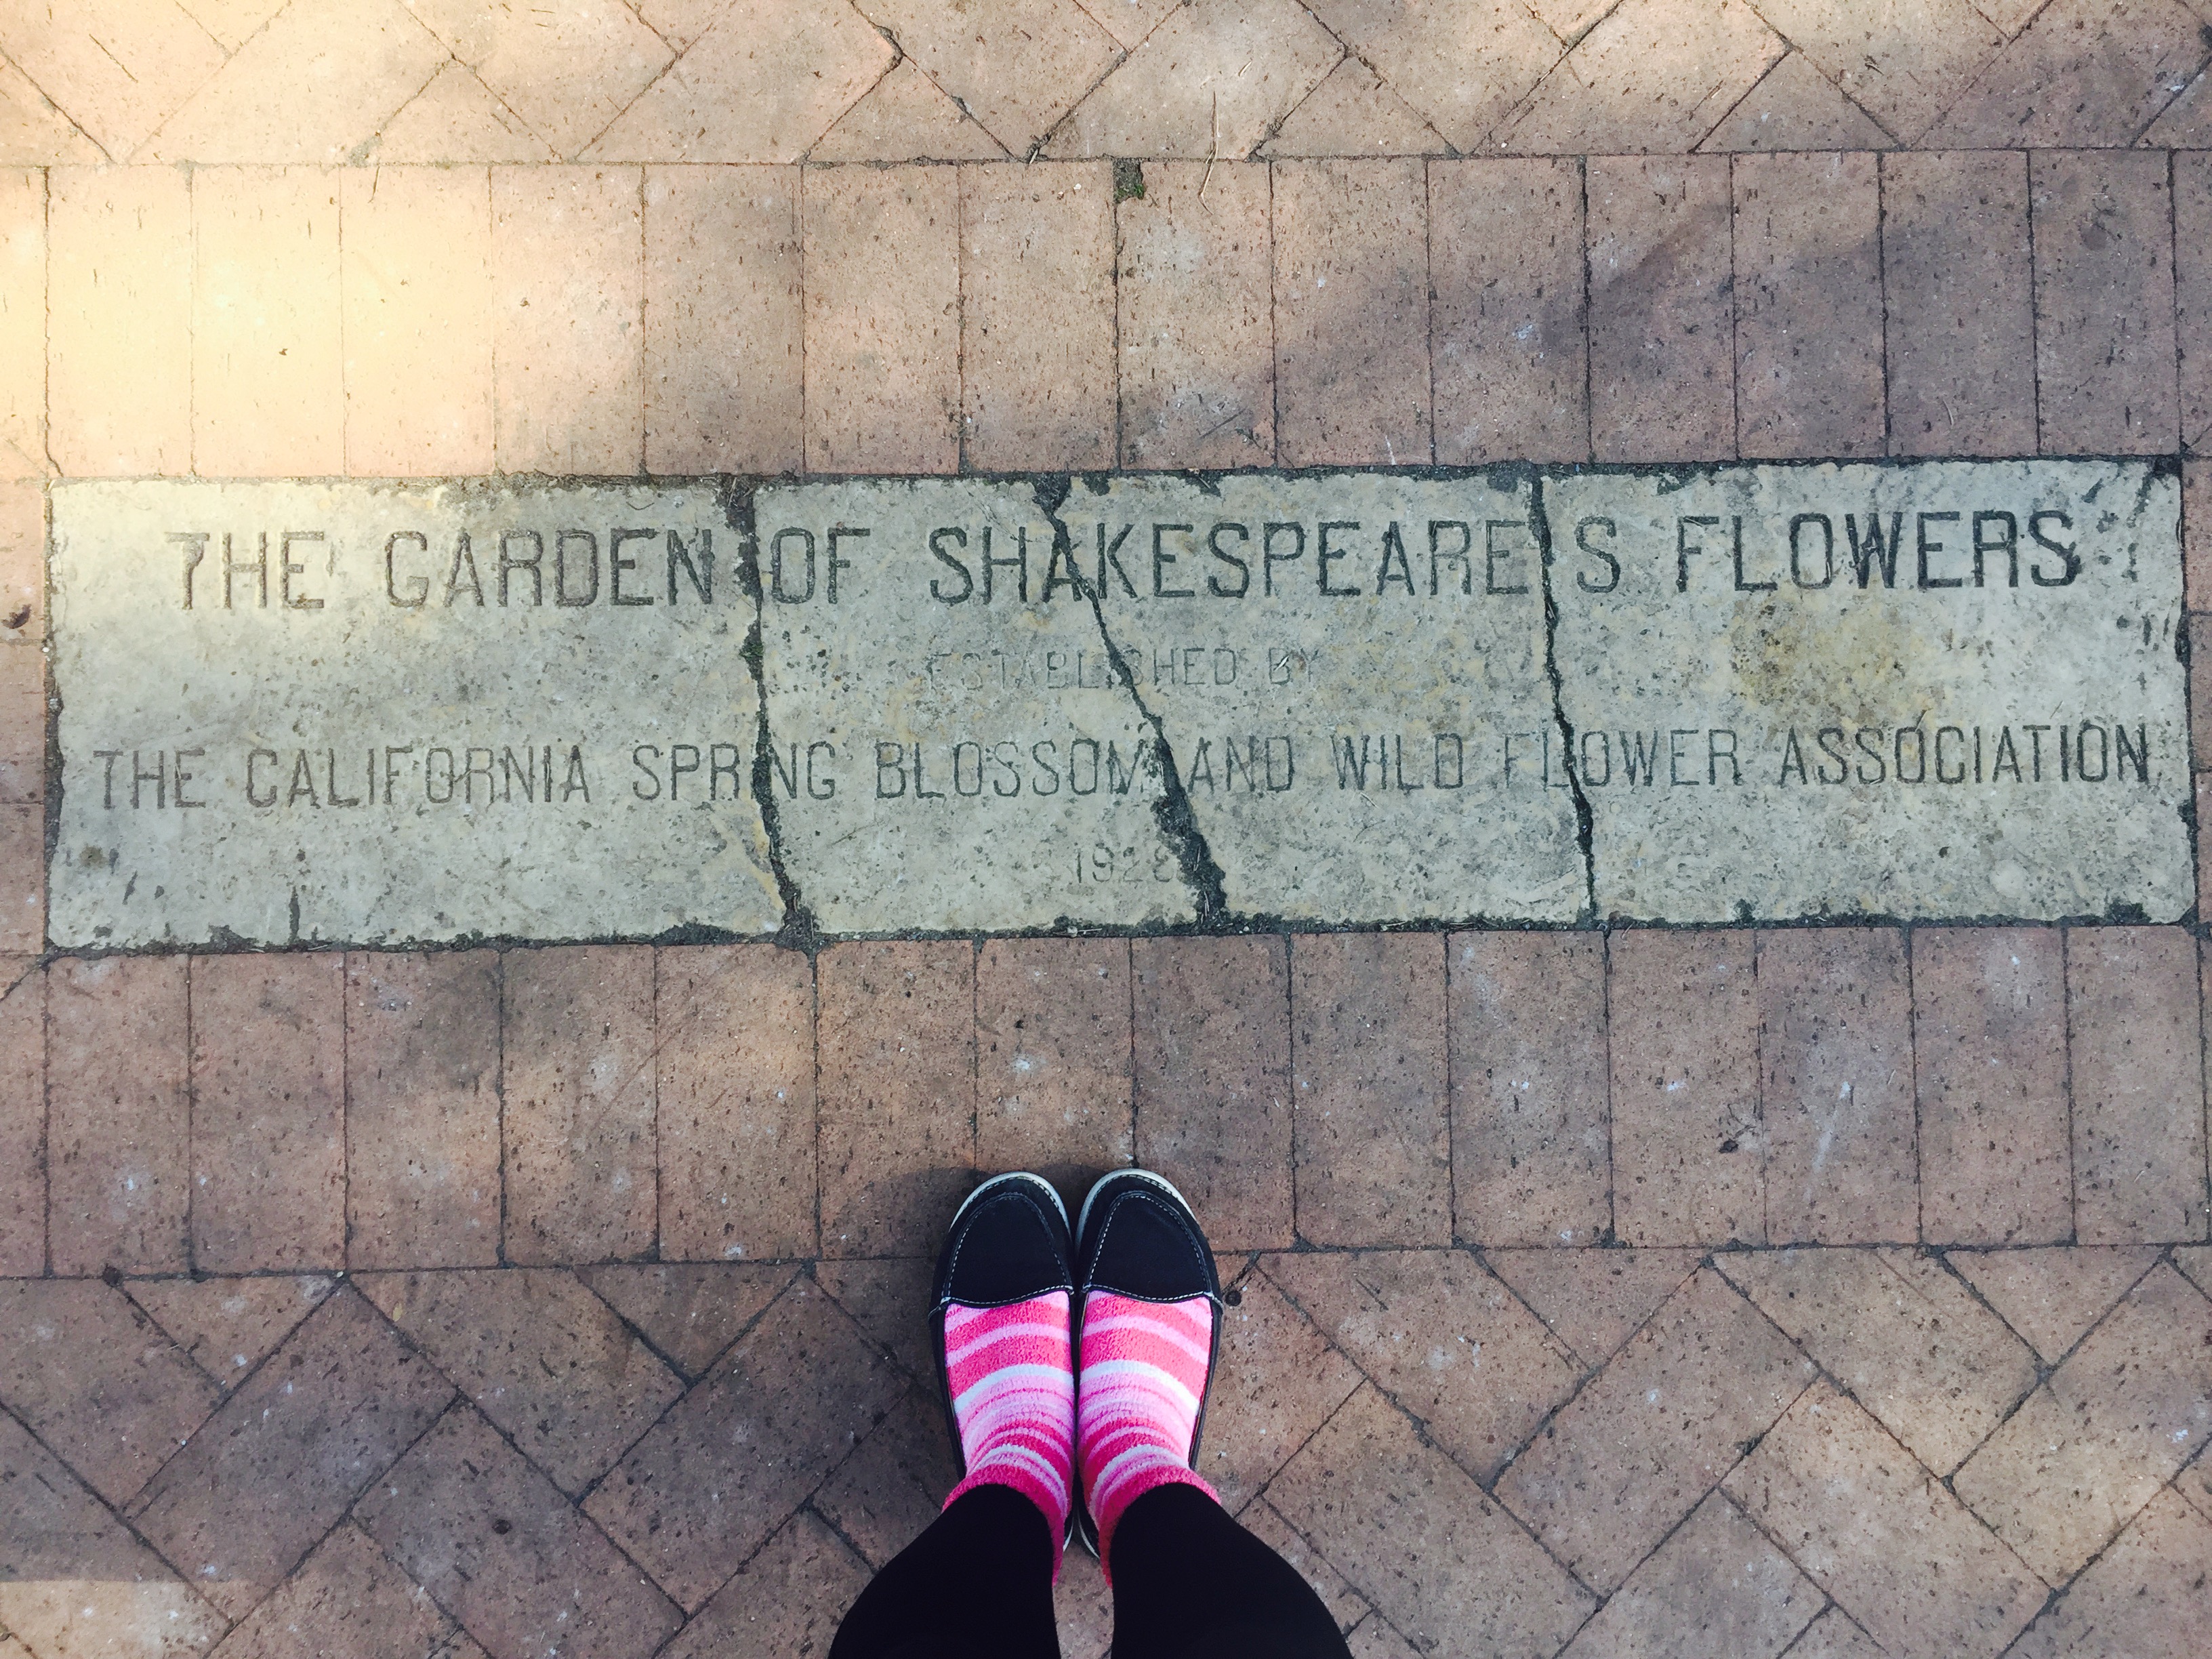 THE GARDEN OF SHAKESPEARE'S FLOWERS
ESTABLISHED BY
THE CALIFORNIA SPRING BLOSSOM AND WILD FLOWER ASSOCIATION
1928